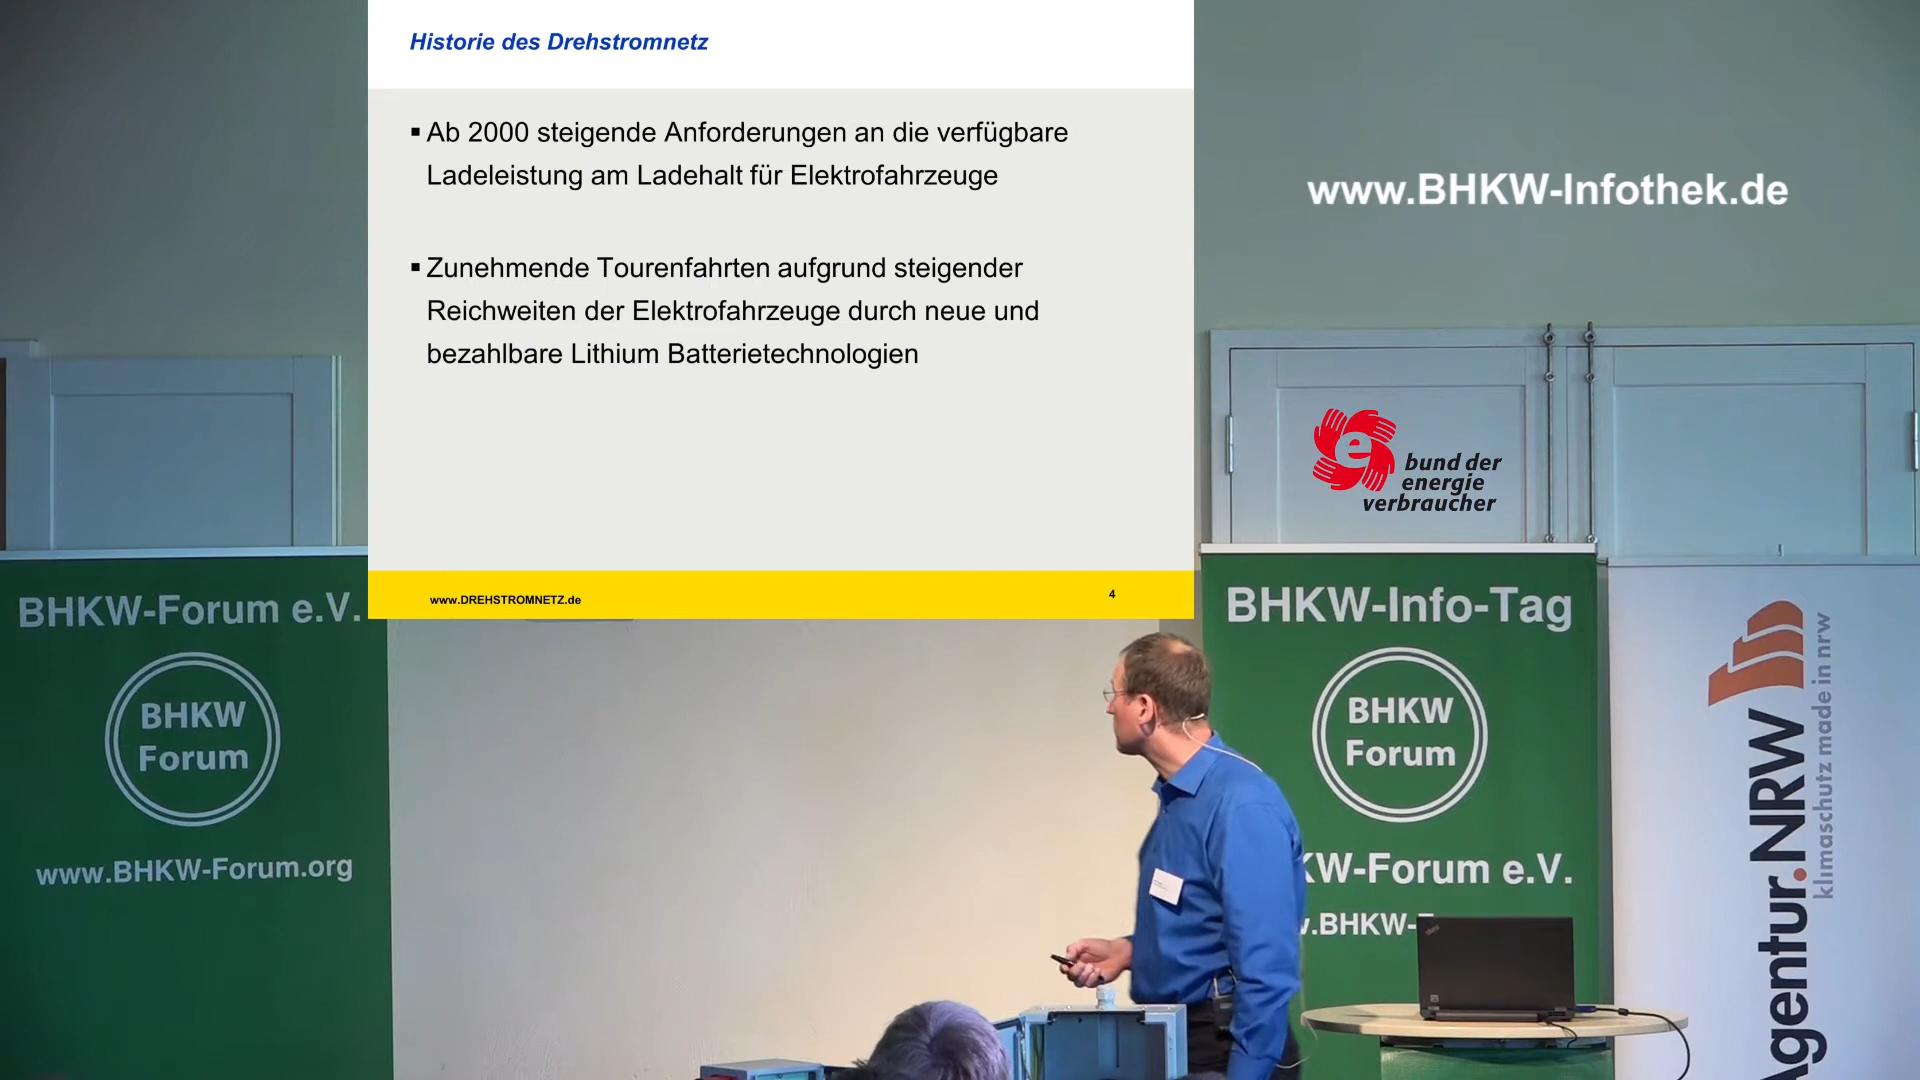 Historie des Drehstromnetz
▪ Ab 2000 steigende Anforderungen an die verfügbare
Ladeleistung am Ladehalt für Elektrofahrzeuge
▪ Zunehmende Tourenfahrten aufgrund steigender
Reichweiten der Elektrofahrzeuge durch neue und
bezahlbare Lithium Batterietechnologien
www.DREHSTROMNETZ.de
4
www.BHKW-Infothek.de
e
bund der
energie
verbraucher
BHKW-Forum e.V.
BHKW
Forum
www.BHKW-Forum.org
BHKW-Info-Tag
BHKW
Forum
KW-Forum e.V.
.BHKW-
Agentur.NRW
klimaschutz made in nrw